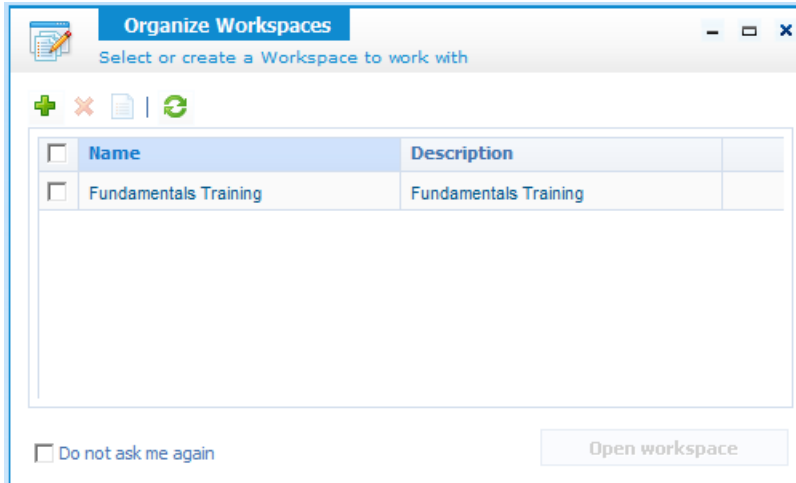 Organize Workspaces
Select or create a Workspace to work with
Name Description
Fundamentals Training Fundamentals Training
Do not ask me again Open workspace